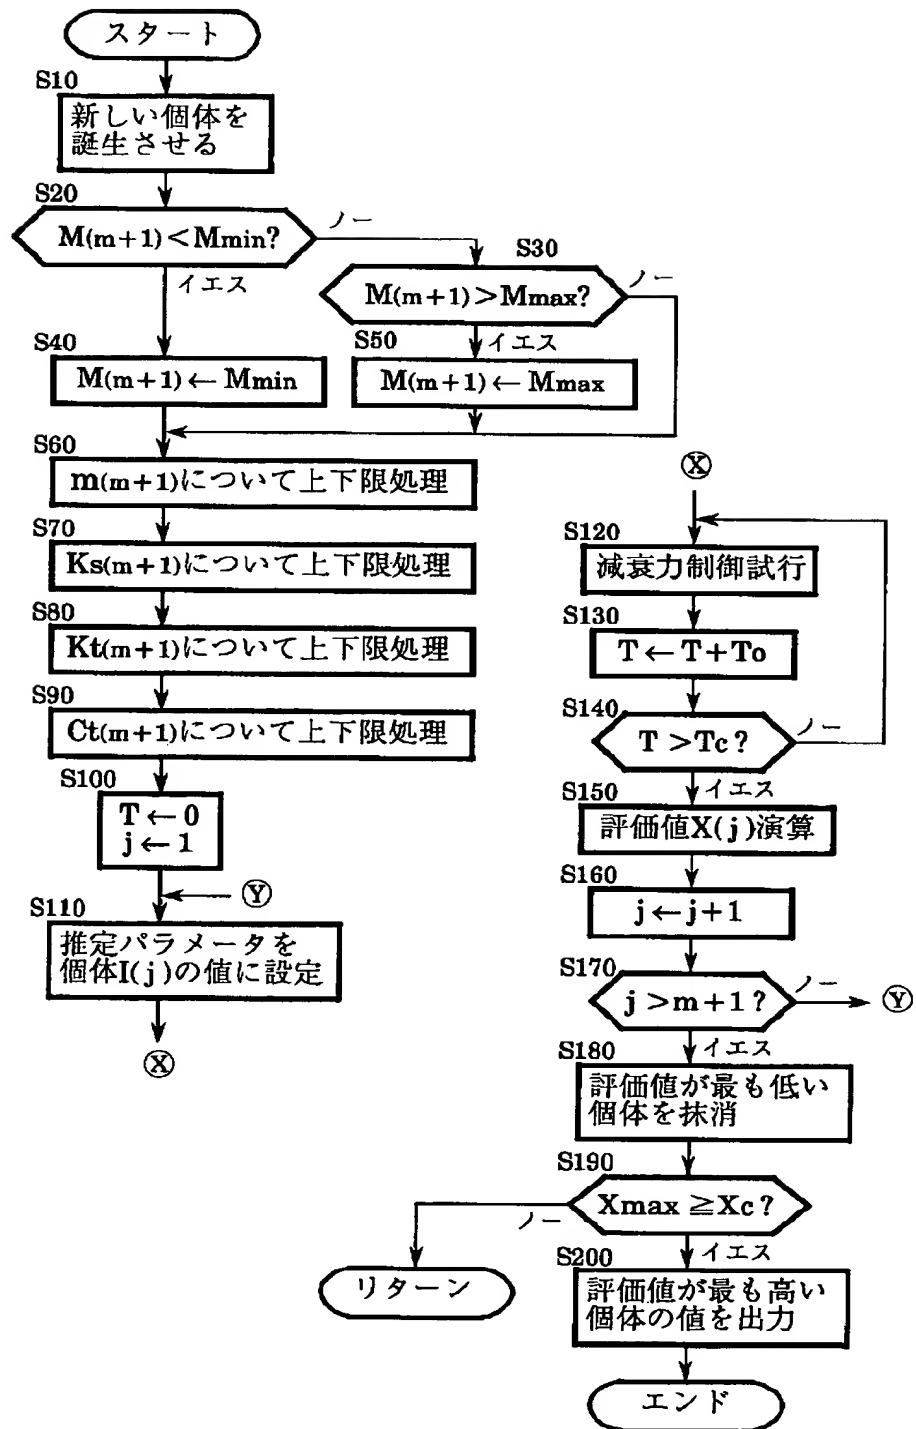 スタート
S10
新しい個体を
誕生させる
S20
M(m+1)<Mmin?
ノー
イエス
S30
M(m+1)>Mmax?
ノー
S40
M(m+1)←Mmin
S50
イエス
M(m+1)←Mmax
S60
m(m+1)について上下限処理
S70
Ks(m+1)について上下限処理
S80
Kt(m+1)について上下限処理
S90
Ct(m+1)について上下限処理
S100
T←0
j←1
Ⓨ
S110
推定パラメータを
個体I(j)の値に設定
Ⓧ
Ⓧ
S120
減衰力制御試行
S130
T←T+To
S140
T>Tc?
ノー
イエス
S150
評価値X(j)演算
S160
j←j+1
S170
j>m+1?
ノー
Ⓨ
イエス
S180
評価値が最も低い
個体を抹消
S190
Xmax≧Xc?
ノー
リターン
イエス
S200
評価値が最も高い
個体の値を出力
エンド